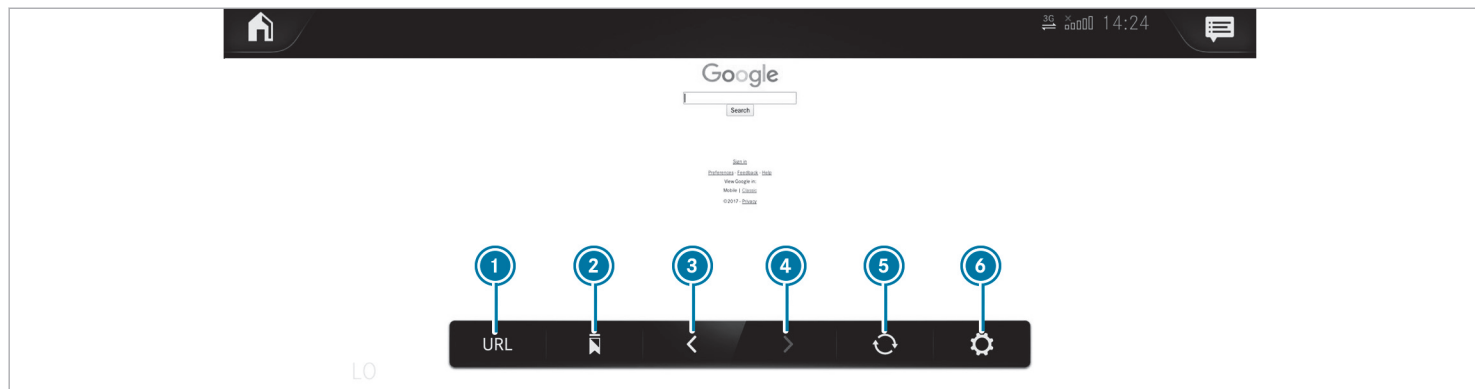 3G 14:24
Google
Search
Sign in
Preferences - Feedback - Help
View Google in:
Mobile | Classic
©2017 - Privacy
1 2 3 4 5 6
URL
LO